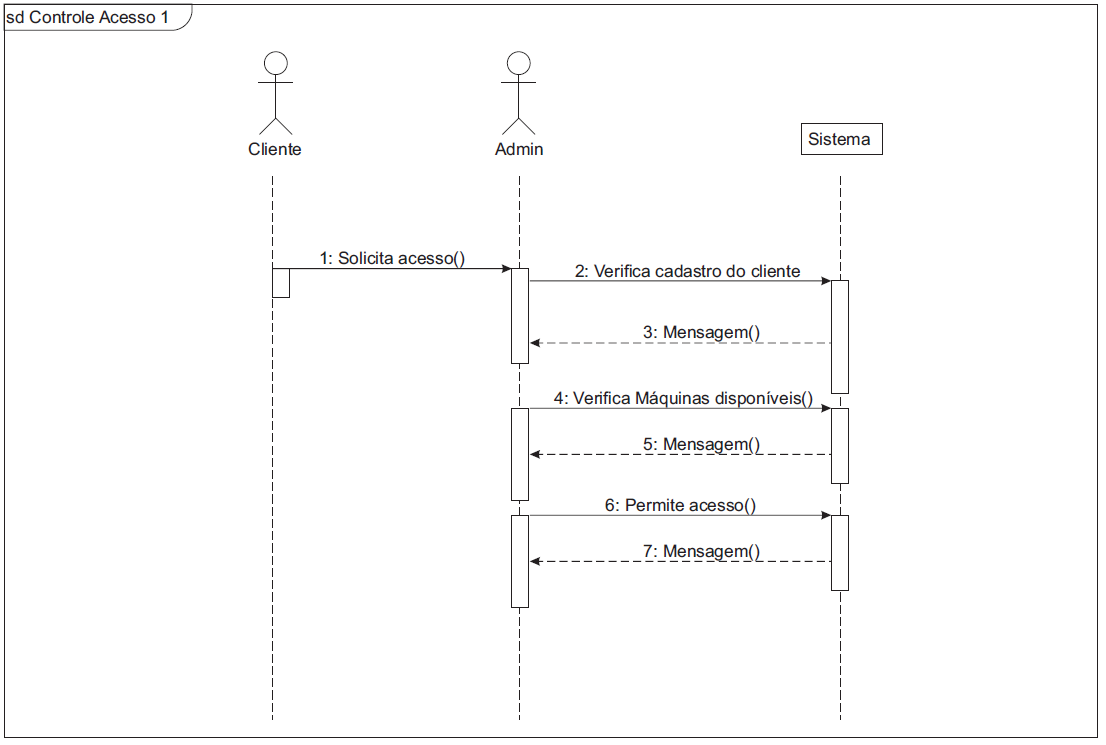 sd Controle Acesso 1
Cliente
Admin
Sistema
1: Solicita acesso()
2: Verifica cadastro do cliente
3: Mensagem()
4: Verifica Máquinas disponíveis()
5: Mensagem()
6: Permite acesso()
7: Mensagem()